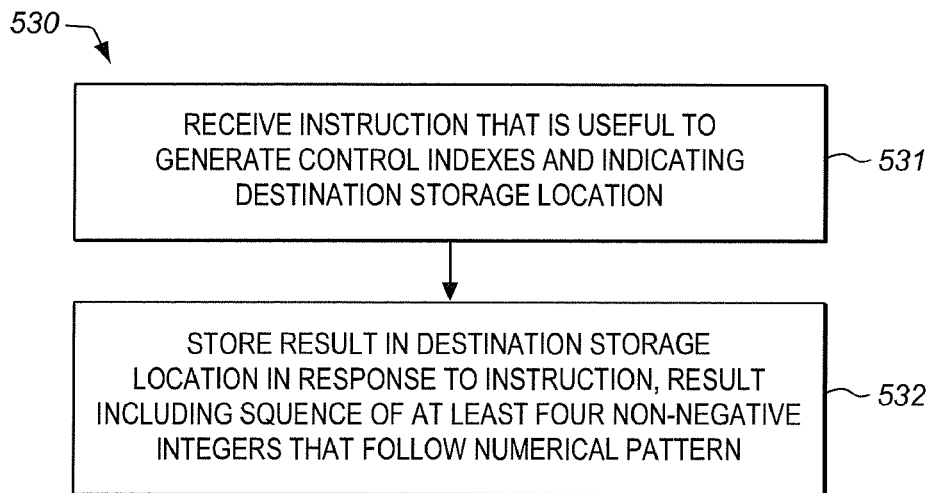 530
RECEIVE INSTRUCTION THAT IS USEFUL TO
GENERATE CONTROL INDEXES AND INDICATING
DESTINATION STORAGE LOCATION
531
STORE RESULT IN DESTINATION STORAGE
LOCATION IN RESPONSE TO INSTRUCTION, RESULT
INCLUDING SQUENCE OF AT LEAST FOUR NON-NEGATIVE
INTEGERS THAT FOLLOW NUMERICAL PATTERN
532